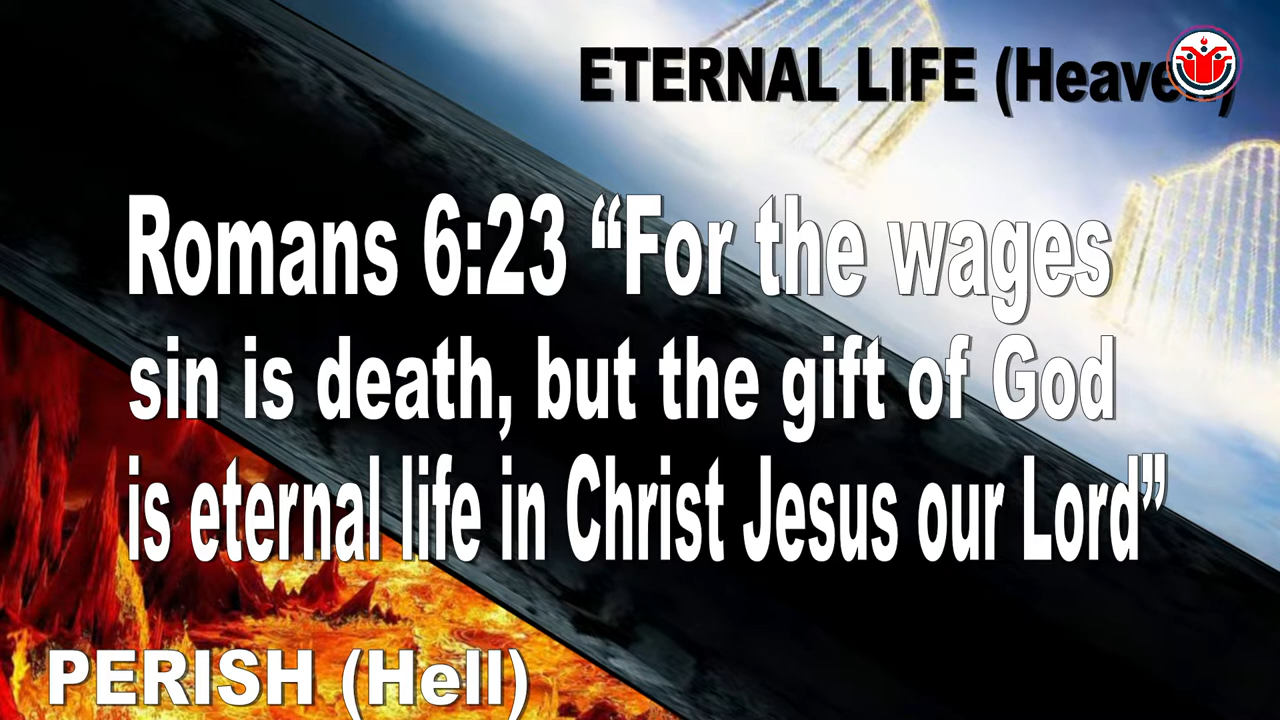 ETERNAL LIFE (Heaven)
Romans 6:23 “For the wages
sin is death, but the gift of God
is eternal life in Christ Jesus our Lord”
PERISH (Hell)